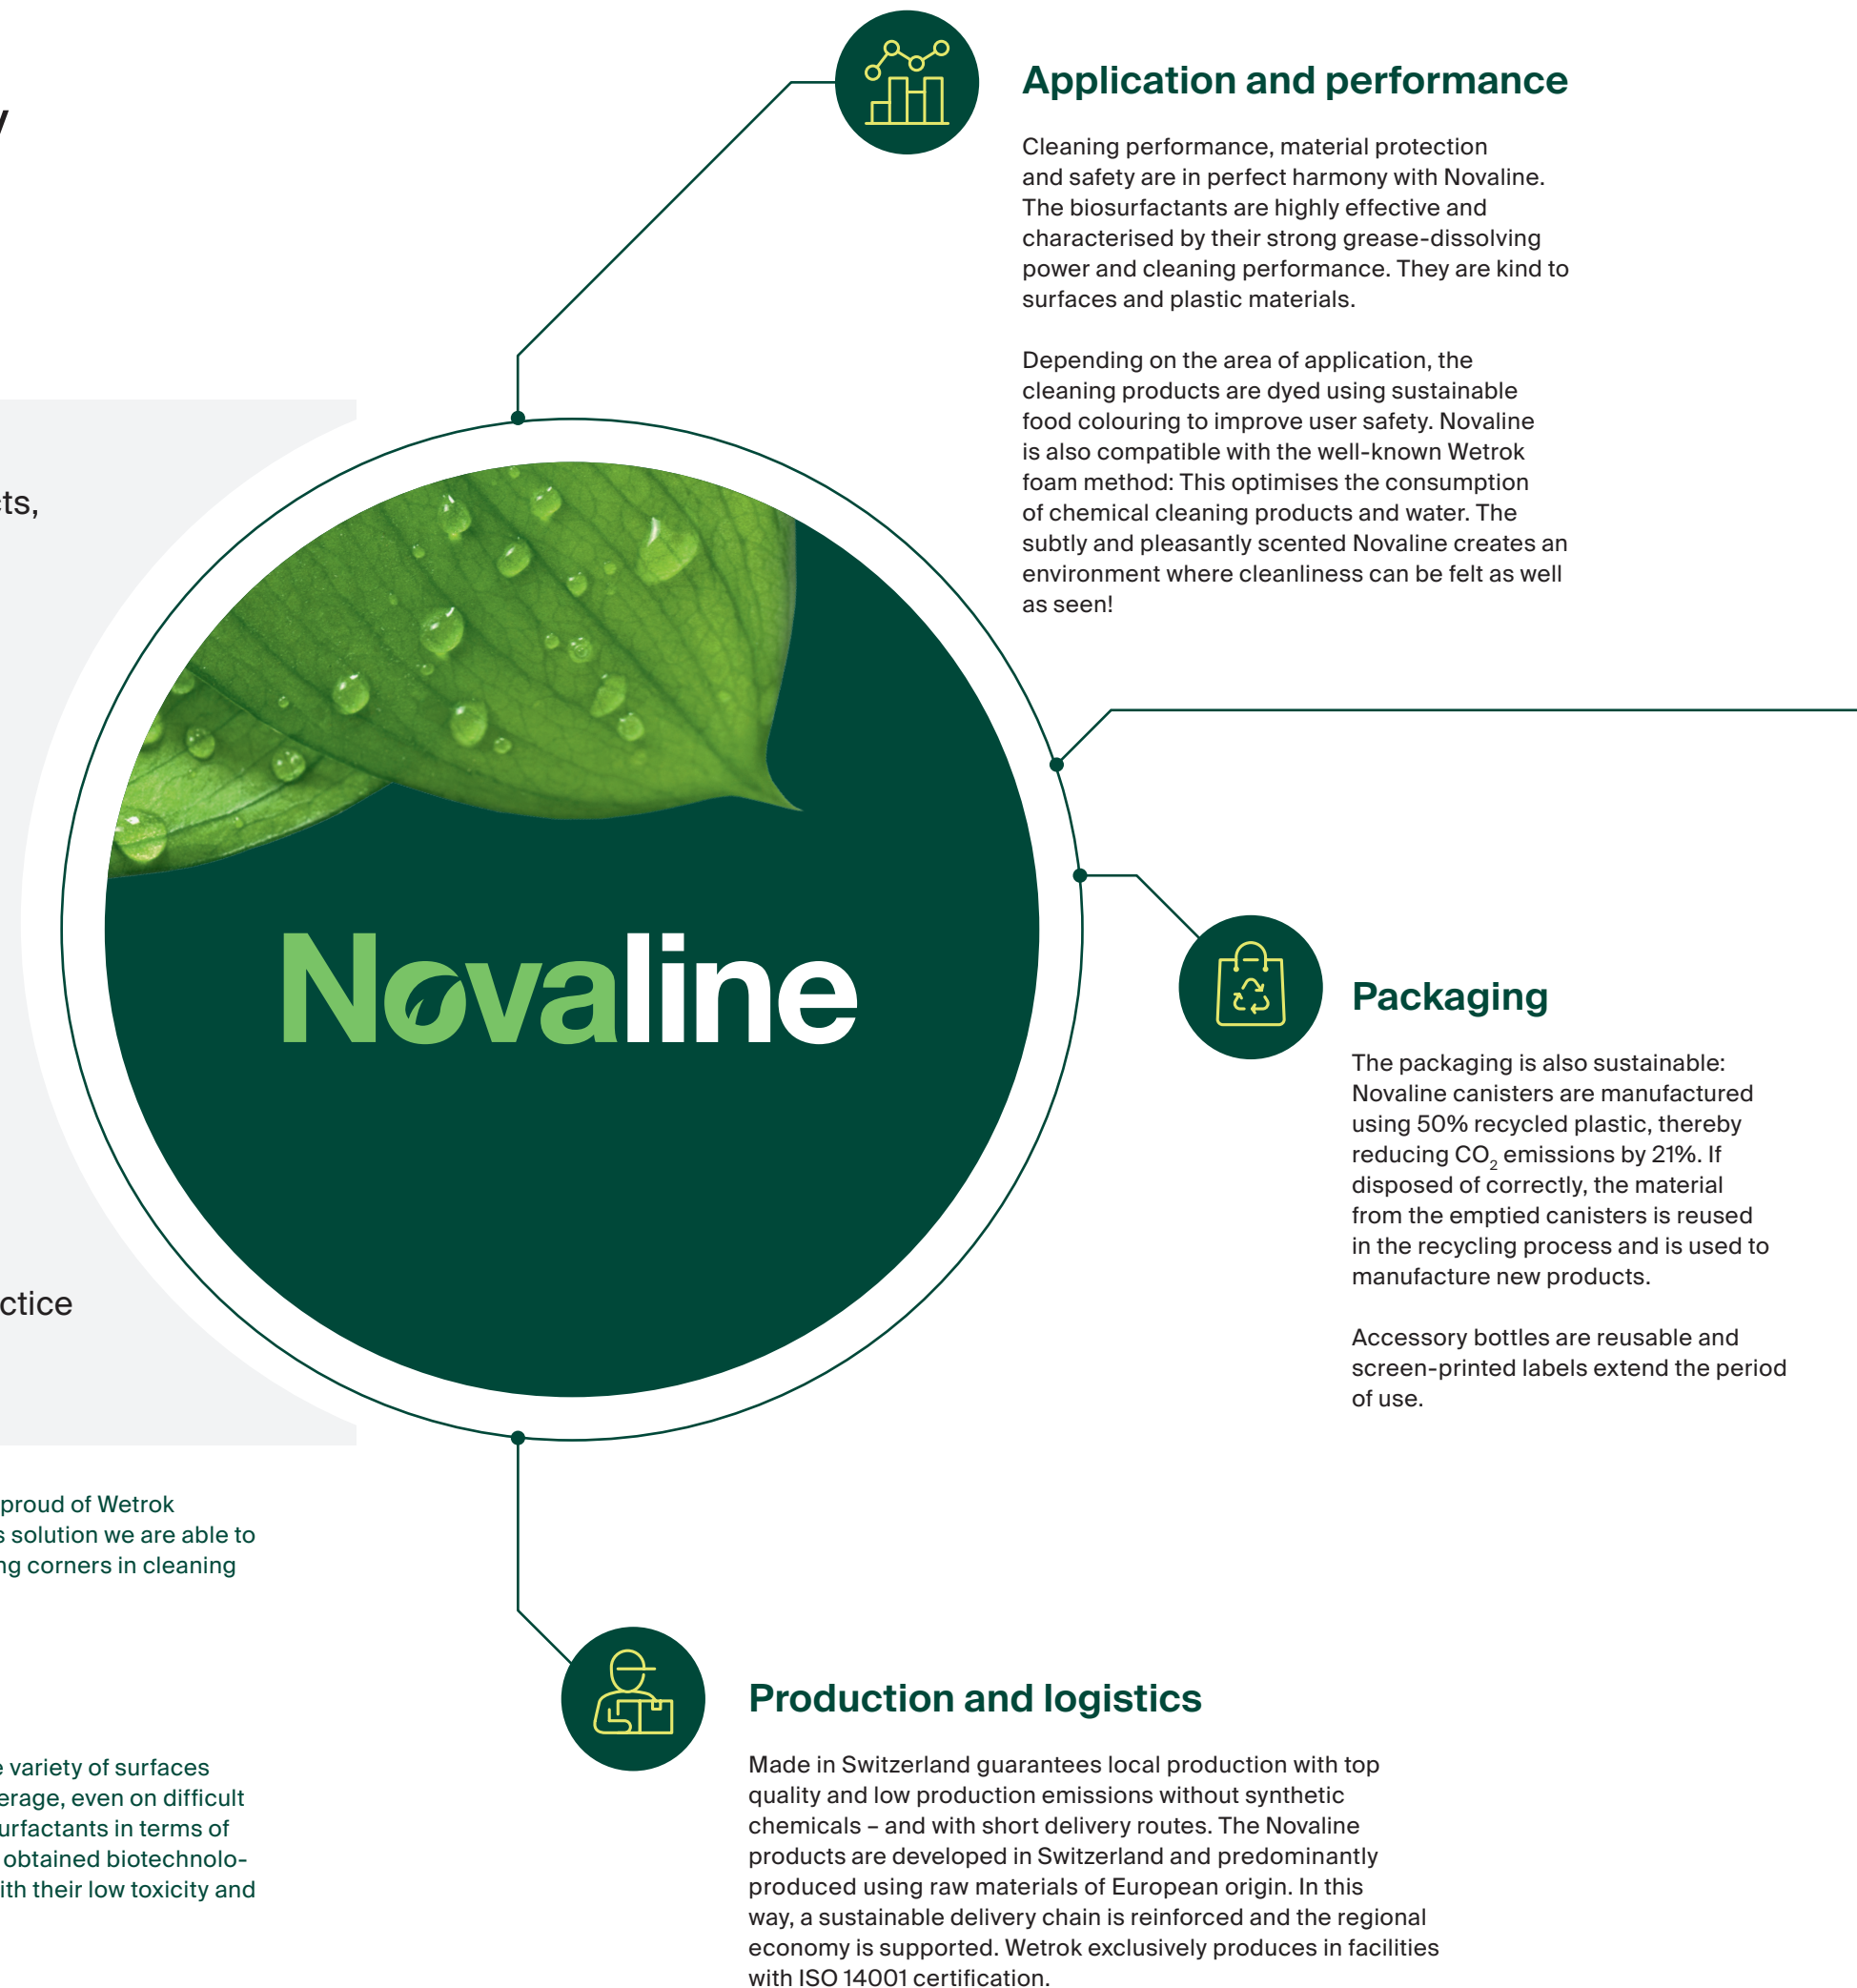 y
Application and performance
Cleaning performance, material protection
and safety are in perfect harmony with Novaline.
The biosurfactants are highly effective and
characterised by their strong grease-dissolving
power and cleaning performance. They are kind to
surfaces and plastic materials.
Depending on the area of application, the
cleaning products are dyed using sustainable
food colouring to improve user safety. Novaline
is also compatible with the well-known Wetrok
foam method: This optimises the consumption
of chemical cleaning products and water. The
subtly and pleasantly scented Novaline creates an
environment where cleanliness can be felt as well
as seen!
ts,
Novaline
Packaging
The packaging is also sustainable:
Novaline canisters are manufactured
using 50% recycled plastic, thereby
reducing CO₂ emissions by 21%. If
disposed of correctly, the material
from the emptied canisters is reused
in the recycling process and is used to
manufacture new products.
Accessory bottles are reusable and
screen-printed labels extend the period
of use.
ctice
proud of Wetrok
s solution we are able to
ng corners in cleaning
e variety of surfaces
erage, even on difficult
urfactants in terms of
obtained biotechnolo-
ith their low toxicity and
Production and logistics
Made in Switzerland guarantees local production with top
quality and low production emissions without synthetic
chemicals – and with short delivery routes. The Novaline
products are developed in Switzerland and predominantly
produced using raw materials of European origin. In this
way, a sustainable delivery chain is reinforced and the regional
economy is supported. Wetrok exclusively produces in facilities
with ISO 14001 certification.